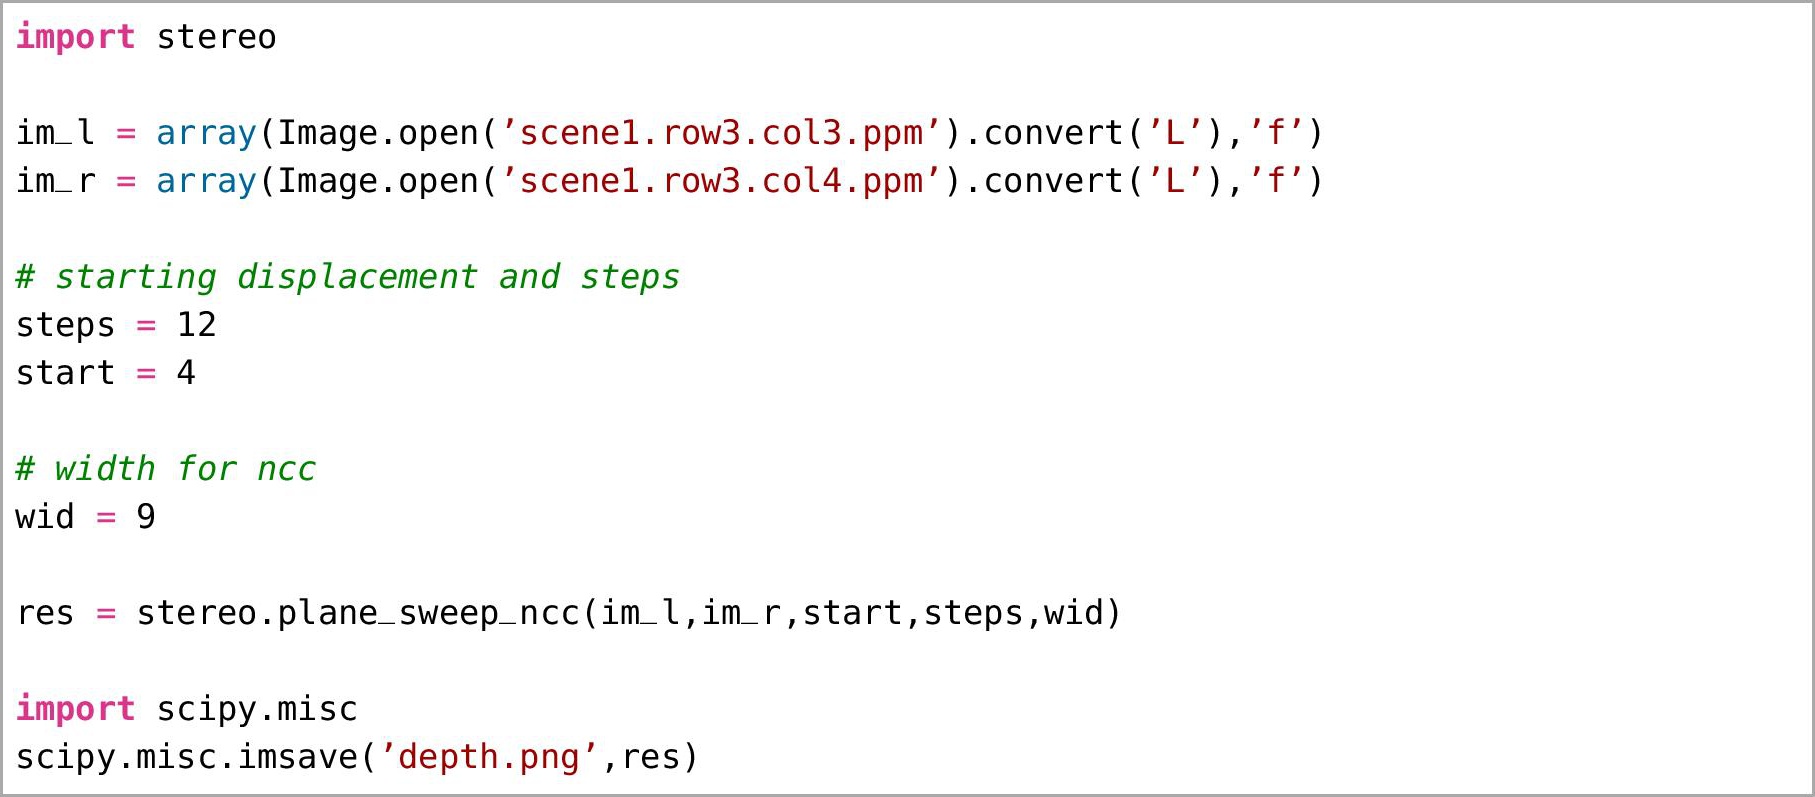 import stereo
im_l = array(Image.open(’scene1.row3.col3.ppm’).convert(’L’),’f’)
im_r = array(Image.open(’scene1.row3.col4.ppm’).convert(’L’),’f’)
# starting displacement and steps
steps = 12
start = 4
# width for ncc
wid = 9
res = stereo.plane_sweep_ncc(im_l,im_r,start,steps,wid)
import scipy.misc
scipy.misc.imsave(’depth.png’,res)